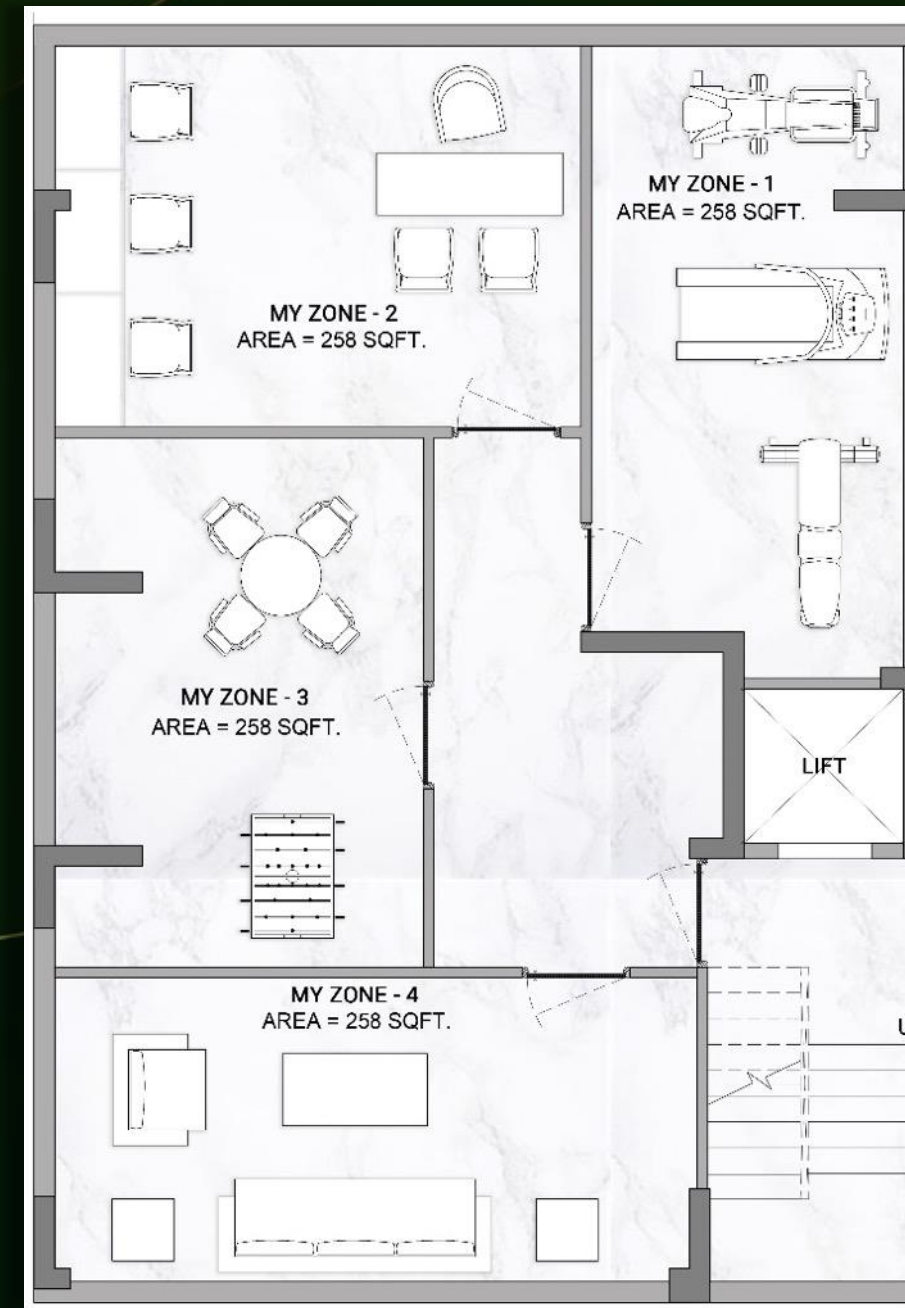 MY ZONE - 1
AREA = 258 SQFT.
MY ZONE - 2
AREA = 258 SQFT.
MY ZONE - 3
AREA = 258 SQFT.
LIFT
MY ZONE - 4
AREA = 258 SQFT.
U